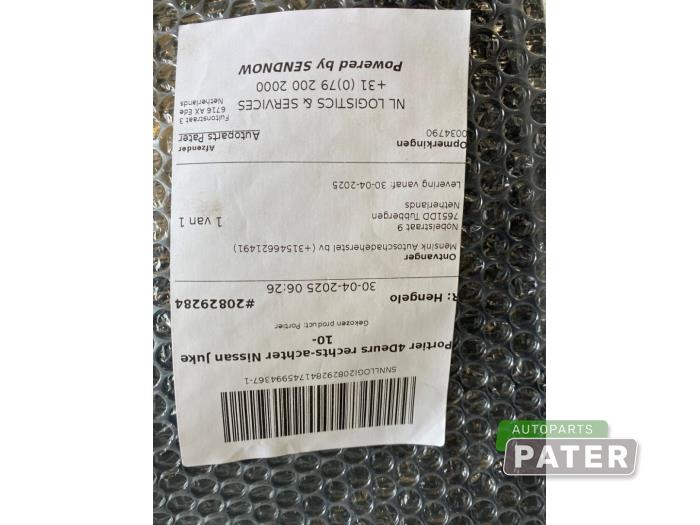 SNNLLOGI20829284174599​4367-1
Portier 4Deurs rechts-achter Nissan Juke
10-
Gekozen product: Portier
R: Hengelo #20829284
30-04-2025 06:26
Ontvanger
Mensink Autoschadeherstel bv (+31546621491)
Nobelstraat 9
7651DD Tubbergen
Netherlands
1 van 1
Levering vanaf: 30-04-2025
Opmerkingen
0034790
Afzender
Autoparts Pater
Fultonstraat 3
6716 AX Ede
Netherlands
NL LOGISTICS & SERVICES
+31 (0)79 200 2000
Powered by SENDNOW
AUTOPARTS
PATER